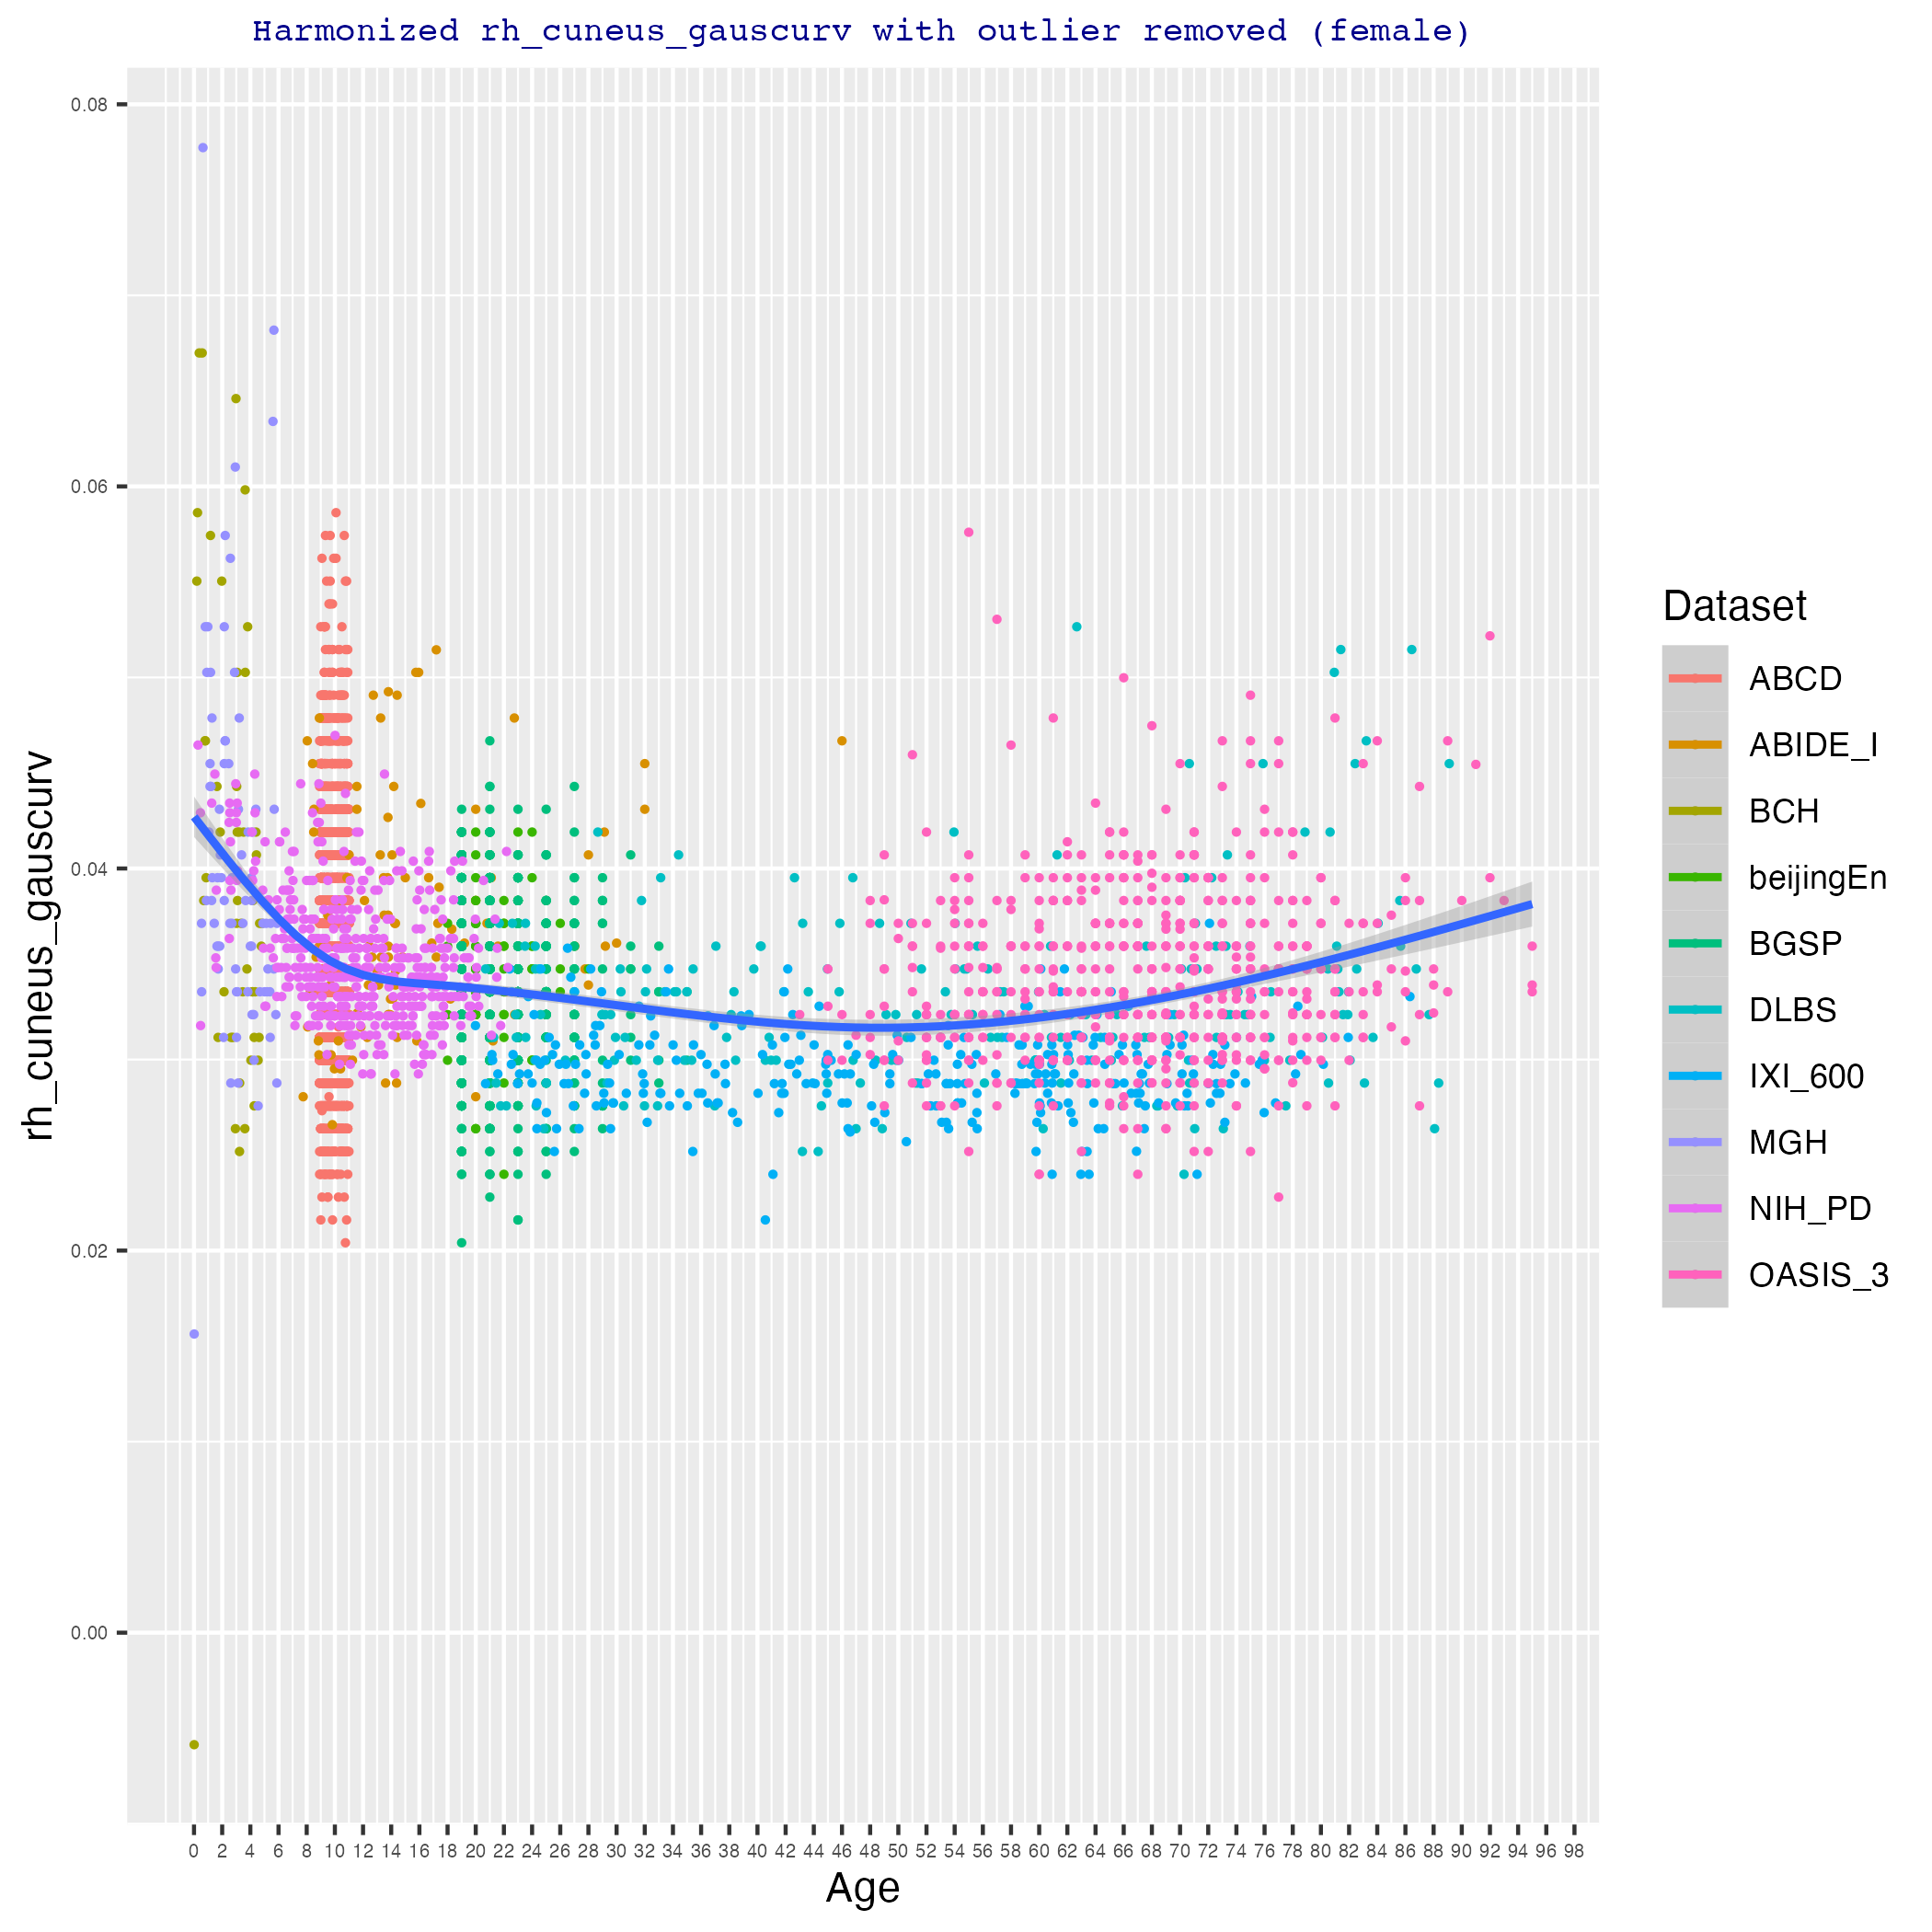 Harmonized rh_cuneus_gauscurv with outlier removed (female)
0.08
0.06
0.04
0.02
0.00
rh_cuneus_gauscurv
0 2 4 6 8 10 12 14 16 18 20 22 24 26 28 30 32 34 36 38 40 42 44 46 48 50 52 54 56 58 60 62 64 66 68 70 72 74 76 78 80 82 84 86 88 90 92 94 96 98
Age
Dataset
ABCD
ABIDE_I
BCH
beijingEn
BGSP
DLBS
IXI_600
MGH
NIH_PD
OASIS_3